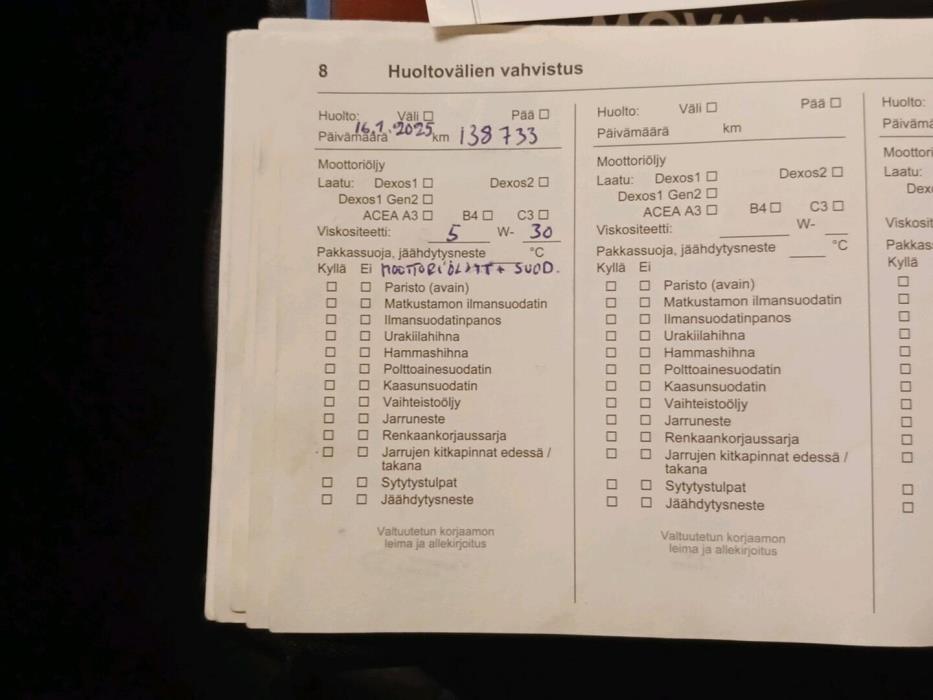 MOVAN
8 Huoltovälien vahvistus
Huolto: Väli ☐ Pää ☐
Päivämäärä 16.1.2025 km 138733
Moottoriöljy
Laatu: Dexos1 ☐ Dexos2 ☐
Dexos1 Gen2 ☐
ACEA A3 ☐ B4 ☐ C3 ☐
Viskositeetti: 5 W- 30
Pakkassuoja, jäähdytysneste °C
Kyllä Ei MOOTTORIÖLJYT + SUOD.
☐ ☐ Paristo (avain)
☐ ☐ Matkustamon ilmansuodatin
☐ ☐ Ilmansuodatinpanos
☐ ☐ Urakiilahihna
☐ ☐ Hammashihna
☐ ☐ Polttoainesuodatin
☐ ☐ Kaasunsuodatin
☐ ☐ Vaihteistoöljy
☐ ☐ Jarruneste
☐ ☐ Renkaankorjaussarja
☐ ☐ Jarrujen kitkapinnat edessä /
takana
☐ ☐ Sytytystulpat
☐ ☐ Jäähdytysneste
Valtuutetun korjaamon
leima ja allekirjoitus
Huolto: Väli ☐ Pää ☐
Päivämäärä km
Moottoriöljy
Laatu: Dexos1 ☐ Dexos2 ☐
Dexos1 Gen2 ☐
ACEA A3 ☐ B4 ☐ C3 ☐
Viskositeetti: W-
Pakkassuoja, jäähdytysneste °C
Kyllä Ei
☐ ☐ Paristo (avain)
☐ ☐ Matkustamon ilmansuodatin
☐ ☐ Ilmansuodatinpanos
☐ ☐ Urakiilahihna
☐ ☐ Hammashihna
☐ ☐ Polttoainesuodatin
☐ ☐ Kaasunsuodatin
☐ ☐ Vaihteistoöljy
☐ ☐ Jarruneste
☐ ☐ Renkaankorjaussarja
☐ ☐ Jarrujen kitkapinnat edessä /
takana
☐ ☐ Sytytystulpat
☐ ☐ Jäähdytysneste
Valtuutetun korjaamon
leima ja allekirjoitus
Huolto:
Päivämä
Moottori
Laatu:
Dex
Viskosit
Pakkas
Kyllä